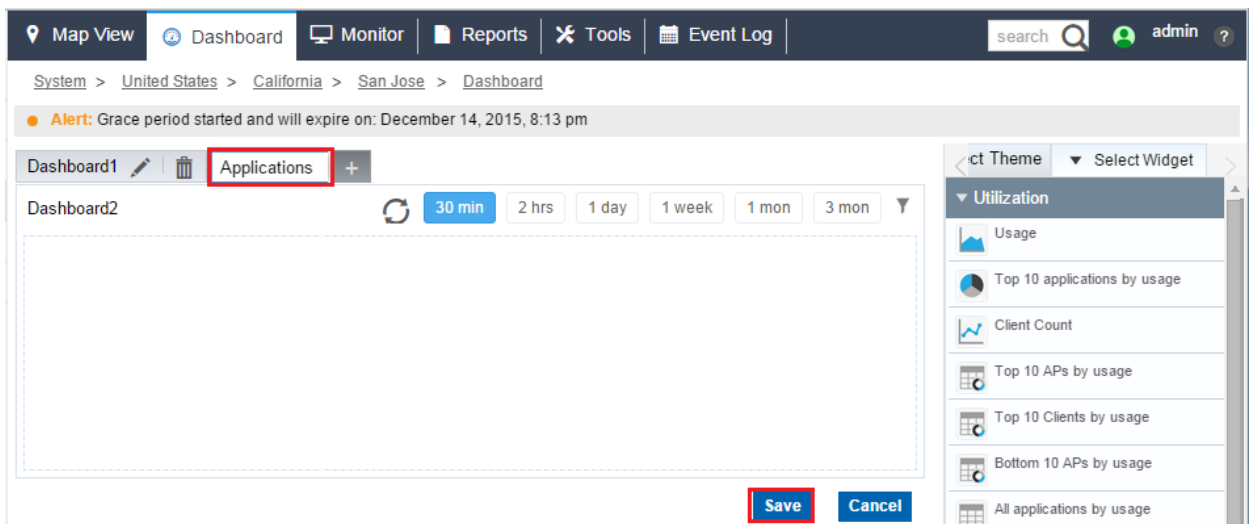 Map View Dashboard Monitor Reports Tools Event Log search admin ?
System > United States > California > San Jose > Dashboard
Alert: Grace period started and will expire on: December 14, 2015, 8:13 pm
Dashboard1 Applications +
Dashboard2 30 min 2 hrs 1 day 1 week 1 mon 3 mon
ect Theme ▼ Select Widget
▼ Utilization
Usage
Top 10 applications by usage
Client Count
Top 10 APs by usage
Top 10 Clients by usage
Bottom 10 APs by usage
All applications by usage
Save Cancel